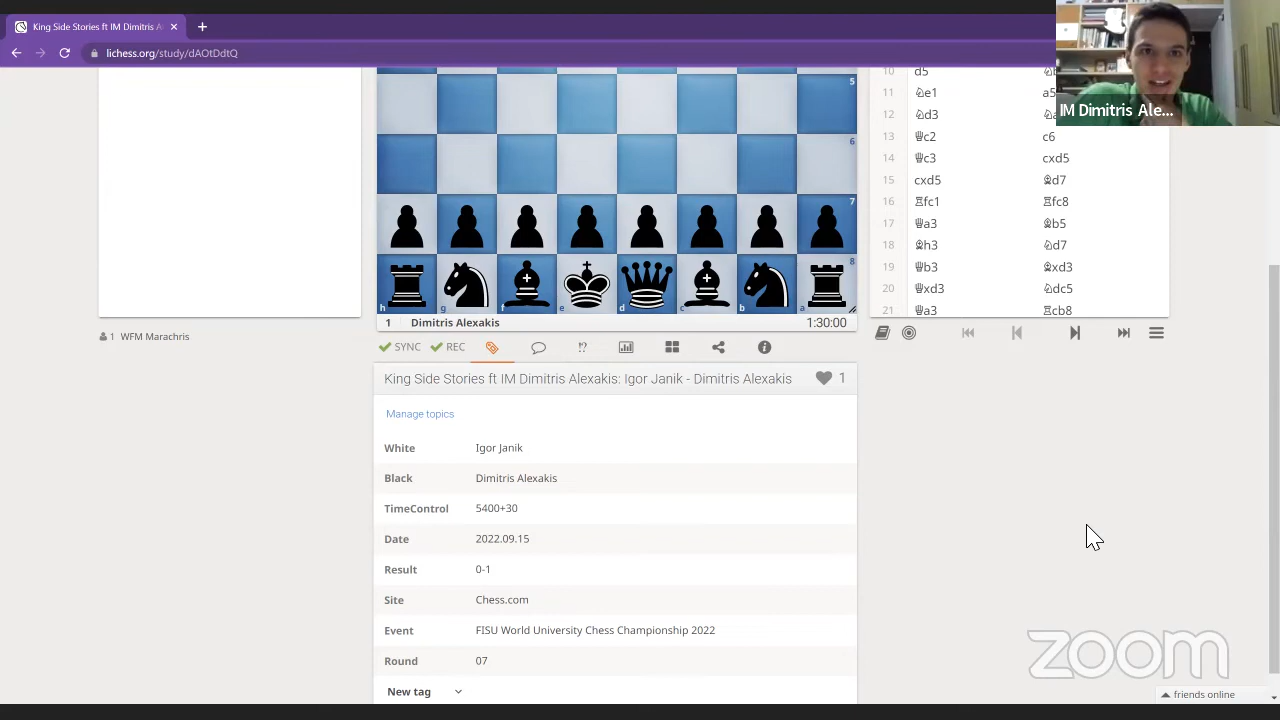 King Side Stories ft IM Dimitris A
lichess.org/study/dAOtDdtQ
IM Dimitris Ale...
5
6
7
8
h g f e d c b a
1 Dimitris Alexakis 1:30:00
10 d5
11 ♘e1 a5
12 ♘d3
13 ♕c2 c6
14 ♕c3 cxd5
15 cxd5 ♗d7
16 ♖fc1 ♖fc8
17 ♕a3 ♗b5
18 ♗h3 ♘d7
19 ♕b3 ♗xd3
20 ♕xd3 ♘dc5
21 ♕a3 ♖cb8
1 WFM Marachris
SYNC REC !?
King Side Stories ft IM Dimitris Alexakis: Igor Janik - Dimitris Alexakis 1
Manage topics
White Igor Janik
Black Dimitris Alexakis
TimeControl 5400+30
Date 2022.09.15
Result 0-1
Site Chess.com
Event FISU World University Chess Championship 2022
Round 07
New tag
zoom
friends online